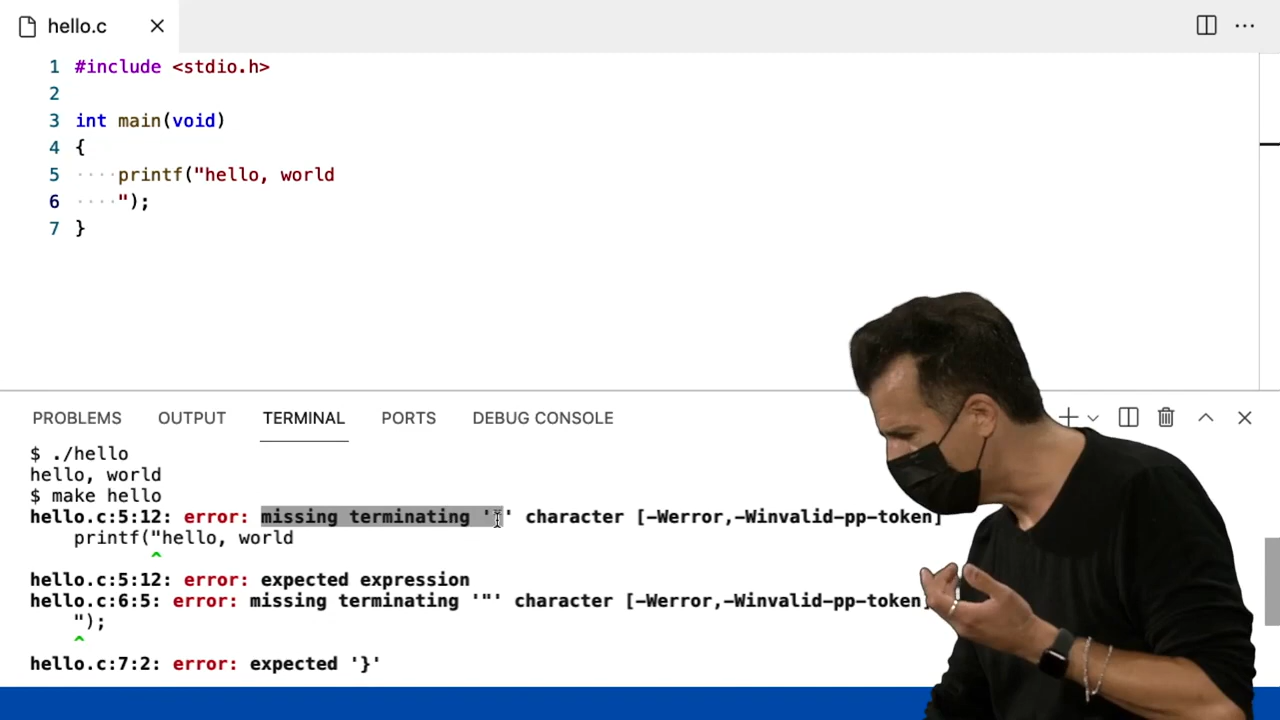 hello.c
1 #include <stdio.h>
2
3 int main(void)
4 {
5 ····printf("hello, world
6 ····");
7 }
PROBLEMS OUTPUT TERMINAL PORTS DEBUG CONSOLE
$ ./hello
hello, world
$ make hello
hello.c:5:12: error: missing terminating '"' character [-Werror,-Winvalid-pp-token]
printf("hello, world
^
hello.c:5:12: error: expected expression
hello.c:6:5: error: missing terminating '"' character [-Werror,-Winvalid-pp-token]
");
^
hello.c:7:2: error: expected '}'